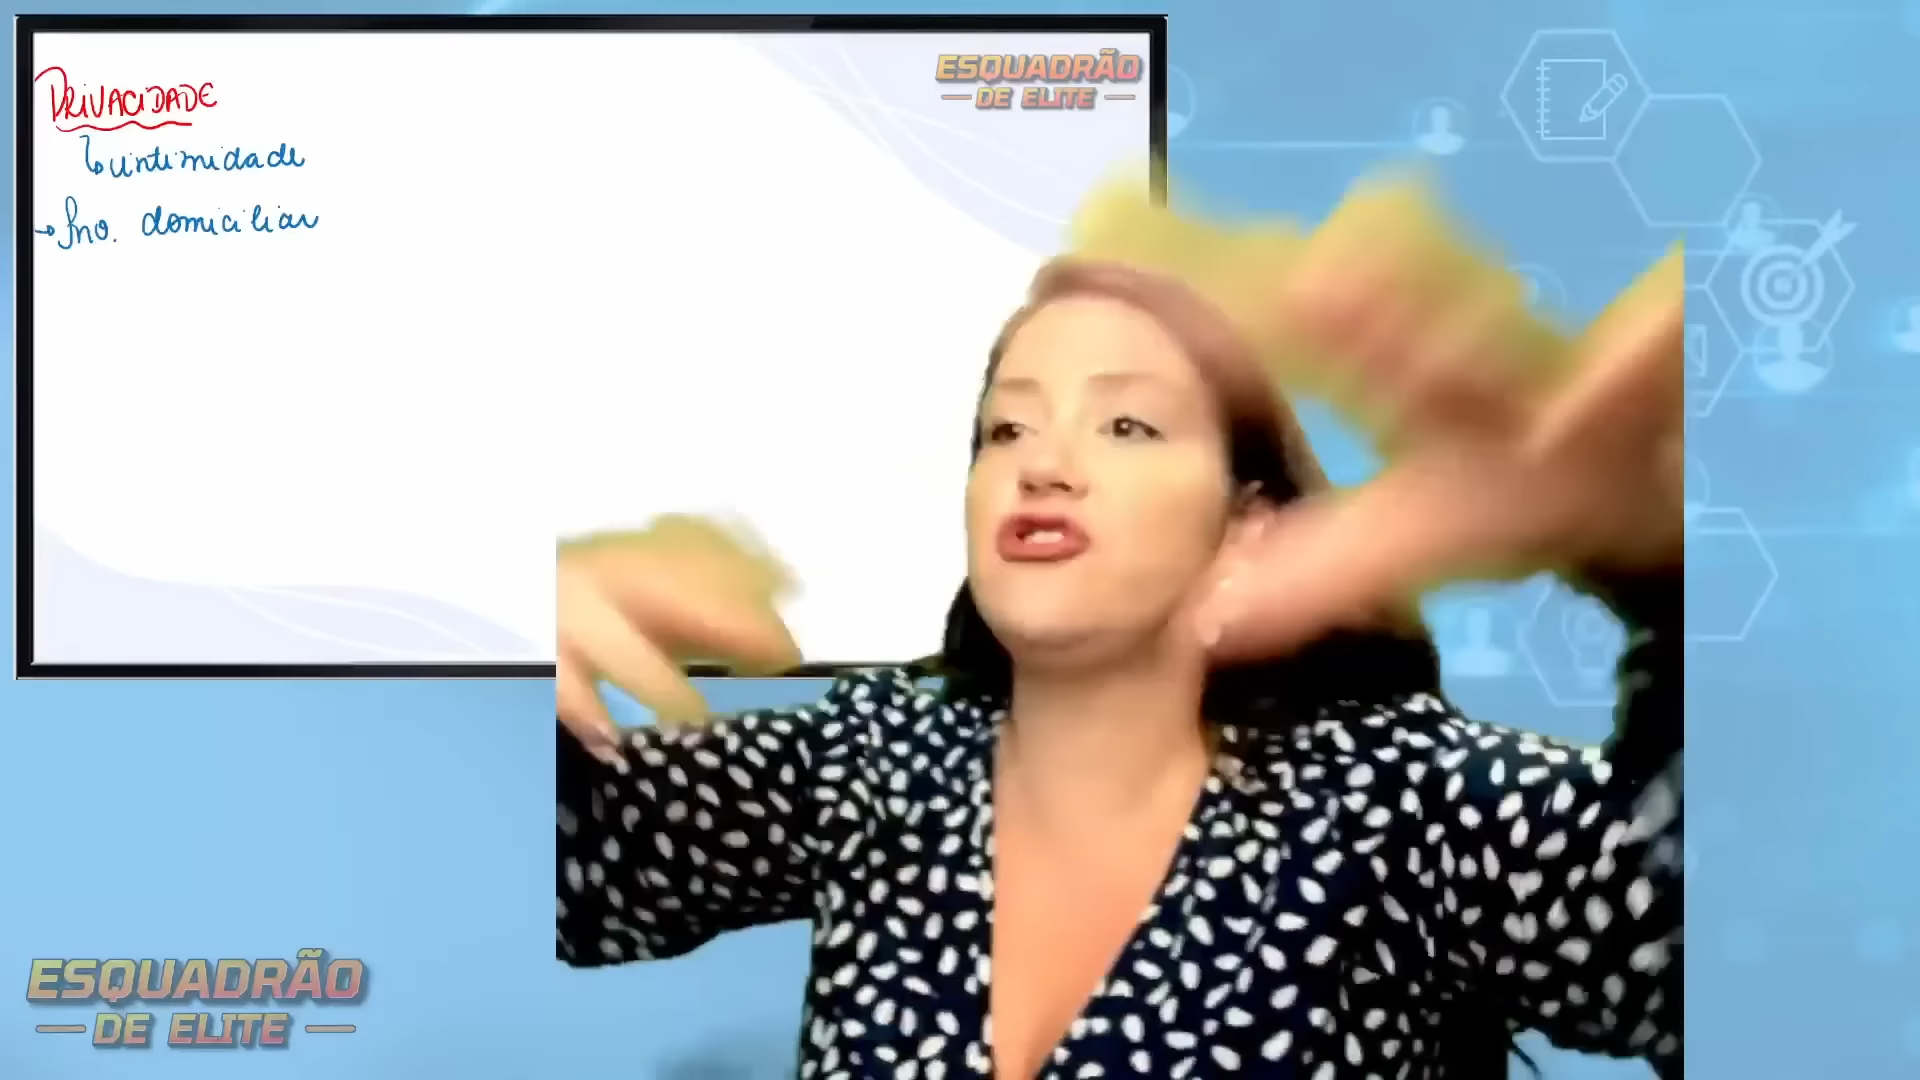 PRIVACIDADE
↳ intimidade
→ Inv. domiciliar
ESQUADRÃO
DE ELITE
ESQUADRÃO
DE ELITE